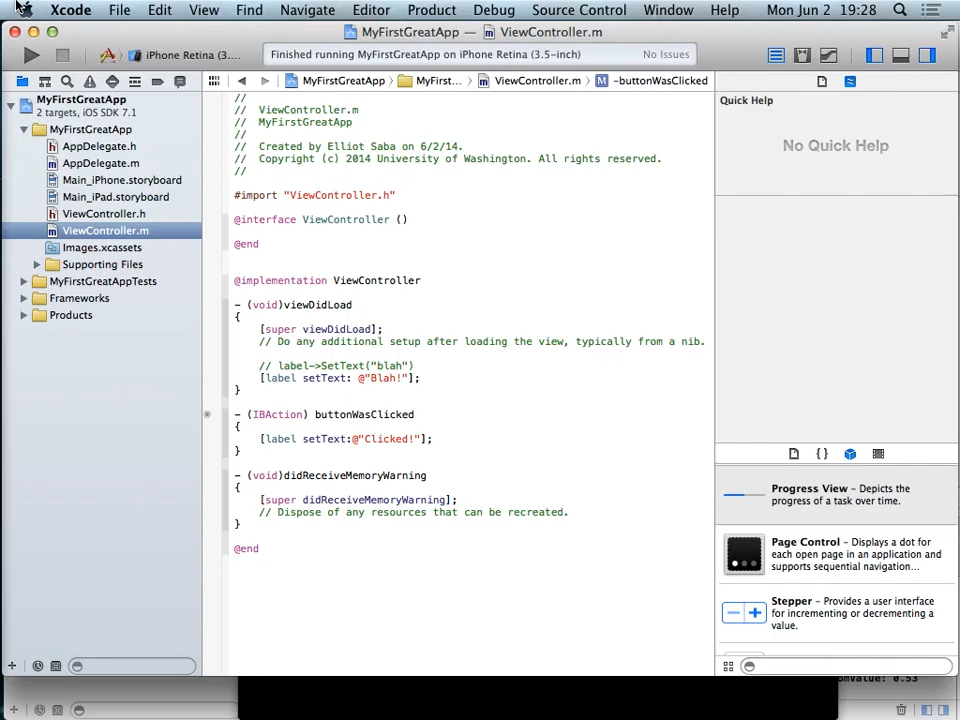 Xcode File Edit View Find Navigate Editor Product Debug Source Control Window Help Mon Jun 2 19:28
MyFirstGreatApp — ViewController.m
iPhone Retina (3.... Finished running MyFirstGreatApp on iPhone Retina (3.5-inch) No Issues
MyFirstGreatApp MyFirst... ViewController.m M -buttonWasClicked
MyFirstGreatApp
2 targets, iOS SDK 7.1
MyFirstGreatApp
AppDelegate.h
AppDelegate.m
Main_iPhone.storyboard
Main_iPad.storyboard
ViewController.h
ViewController.m
Images.xcassets
Supporting Files
MyFirstGreatAppTests
Frameworks
Products
//
// ViewController.m
// MyFirstGreatApp
//
// Created by Elliot Saba on 6/2/14.
// Copyright (c) 2014 University of Washington. All rights reserved.
//
#import "ViewController.h"
@interface ViewController ()
@end
@implementation ViewController
- (void)viewDidLoad
{
[super viewDidLoad];
// Do any additional setup after loading the view, typically from a nib.
// label->SetText("blah")
[label setText: @"Blah!"];
}
- (IBAction) buttonWasClicked
{
[label setText:@"Clicked!"];
}
- (void)didReceiveMemoryWarning
{
[super didReceiveMemoryWarning];
// Dispose of any resources that can be recreated.
}
@end
Quick Help
No Quick Help
Progress View – Depicts the
progress of a task over time.
Page Control – Displays a dot for
each open page in an application and
supports sequential navigation...
Stepper – Provides a user interface
for incrementing or decrementing a
value.